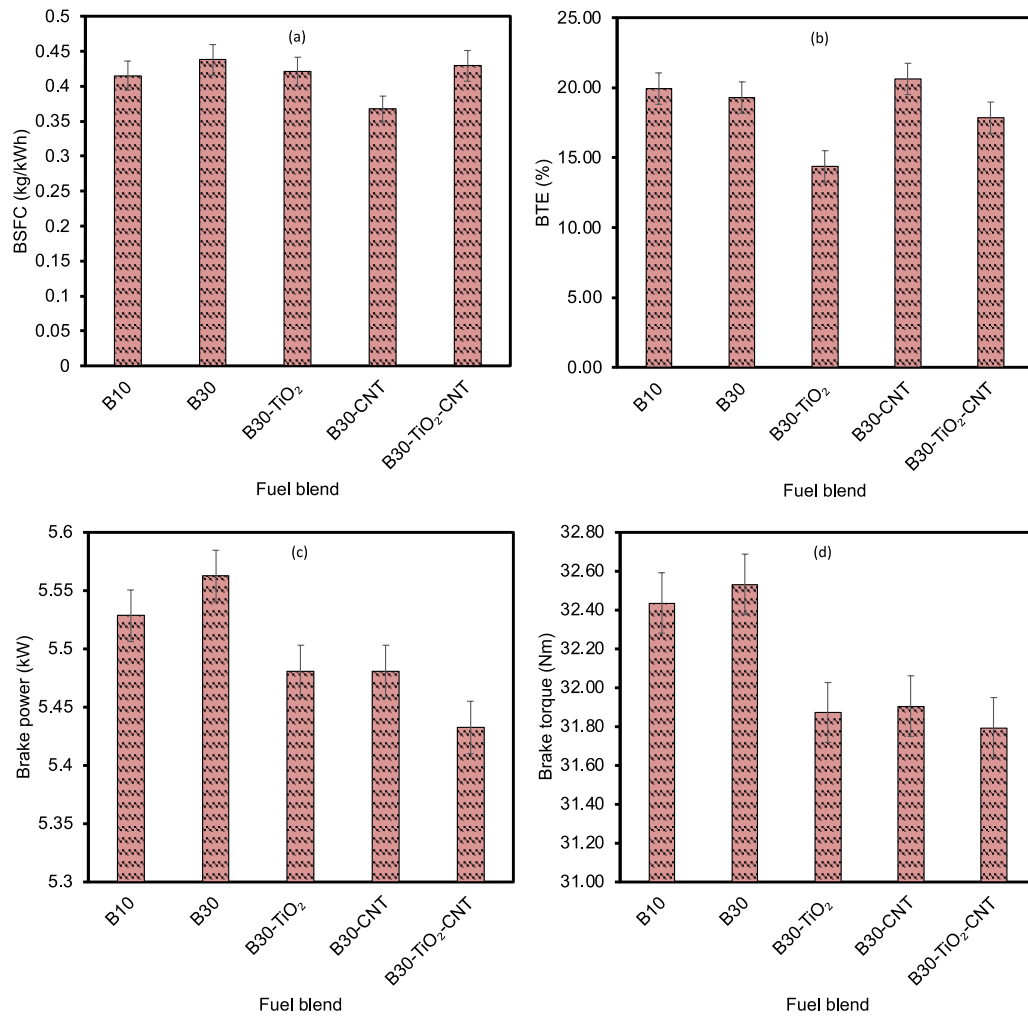 (a)
BSFC (kg/kWh)
0.5
0.45
0.4
0.35
0.3
0.25
0.2
0.15
0.1
0.05
0
B10
B30
B30-TiO₂
B30-CNT
B30-TiO₂-CNT
Fuel blend
(b)
BTE (%)
25.00
20.00
15.00
10.00
5.00
0.00
B10
B30
B30-TiO₂
B30-CNT
B30-TiO₂-CNT
Fuel blend
(c)
Brake power (kW)
5.6
5.55
5.5
5.45
5.4
5.35
5.3
B10
B30
B30-TiO₂
B30-CNT
B30-TiO₂-CNT
Fuel blend
(d)
Brake torque (Nm)
32.80
32.60
32.40
32.20
32.00
31.80
31.60
31.40
31.20
31.00
B10
B30
B30-TiO₂
B30-CNT
B30-TiO₂-CNT
Fuel blend